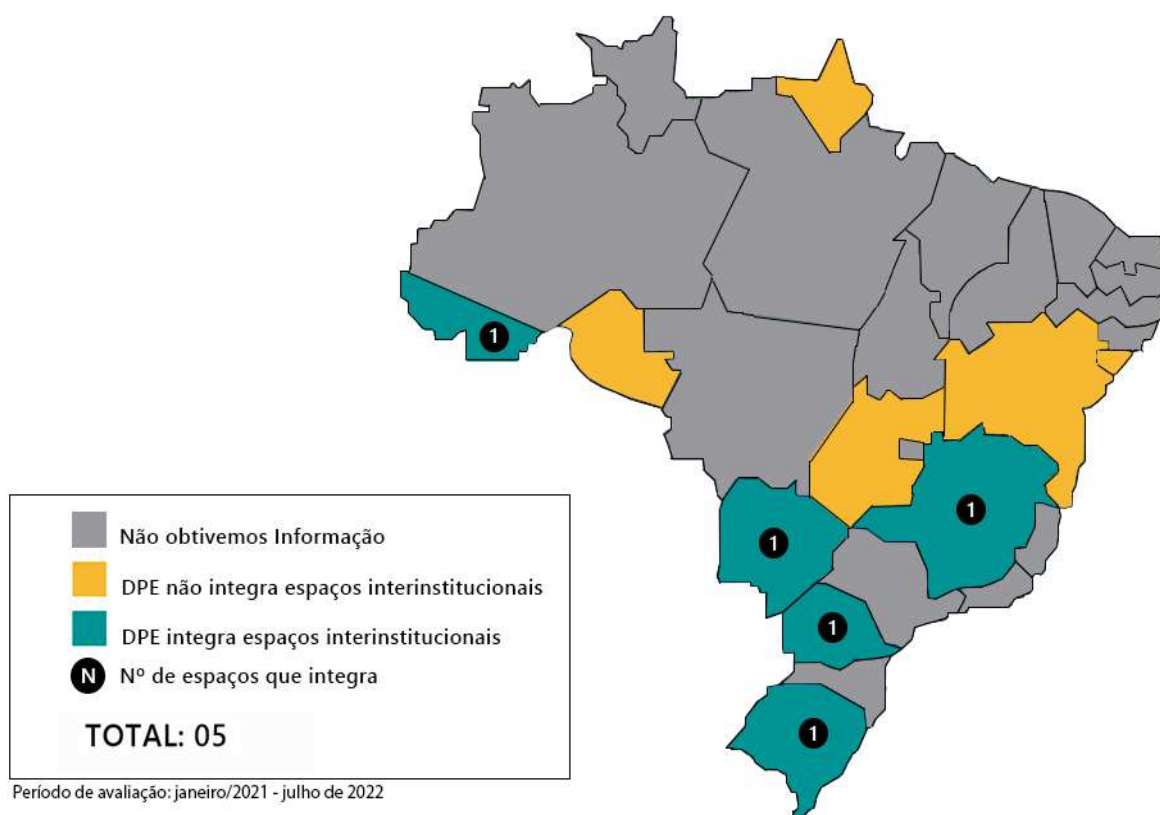 1
1
1
1
1
Não obtivemos Informação
DPE não integra espaços interinstitucionais
DPE integra espaços interinstitucionais
N Nº de espaços que integra
TOTAL: 05
Período de avaliação: janeiro/2021 - julho de 2022